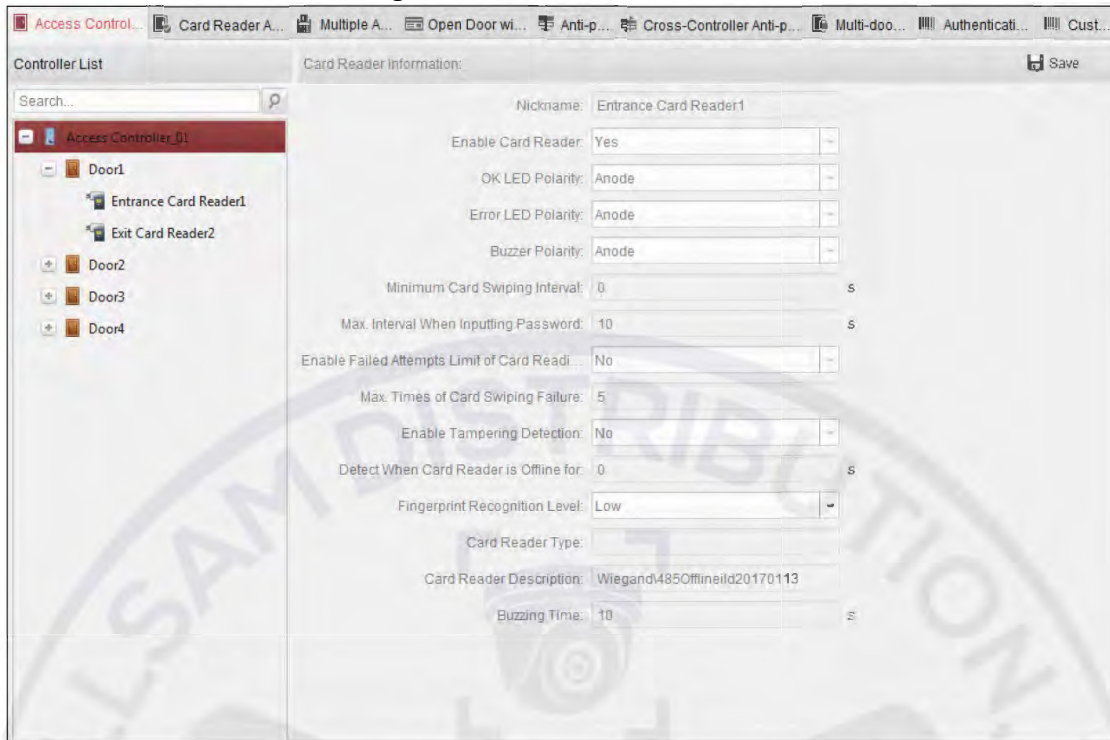 Access Control... Card Reader A... Multiple A... Open Door wi... Anti-p... Cross-Controller Anti-p... Multi-doo... Authenticati... Cust...
Controller List Card Reader Information: Save
Search...
Nickname: Entrance Card Reader1
Access Controller_01
Enable Card Reader: Yes
Door1
OK LED Polarity: Anode
Entrance Card Reader1
Error LED Polarity: Anode
Exit Card Reader2
Buzzer Polarity: Anode
Door2
Minimum Card Swiping Interval: 0 s
Door3
Max. Interval When Inputting Password: 10 s
Door4
Enable Failed Attempts Limit of Card Readi... No
Max. Times of Card Swiping Failure: 5
Enable Tampering Detection: No
Detect When Card Reader is Offline for: 0 s
Fingerprint Recognition Level: Low
Card Reader Type:
Card Reader Description: Wiegand\485OfflineiId20170113
Buzzing Time: 10 s
SAM DISTRIBUTION,